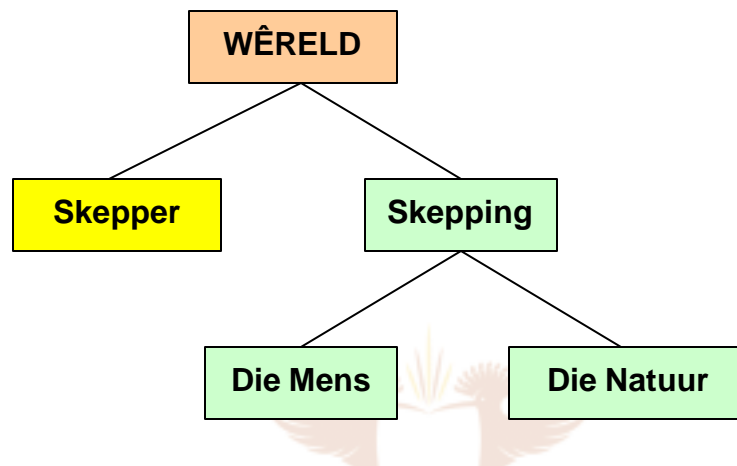 WÊRELD
Skepper
Skepping
Die Mens
Die Natuur